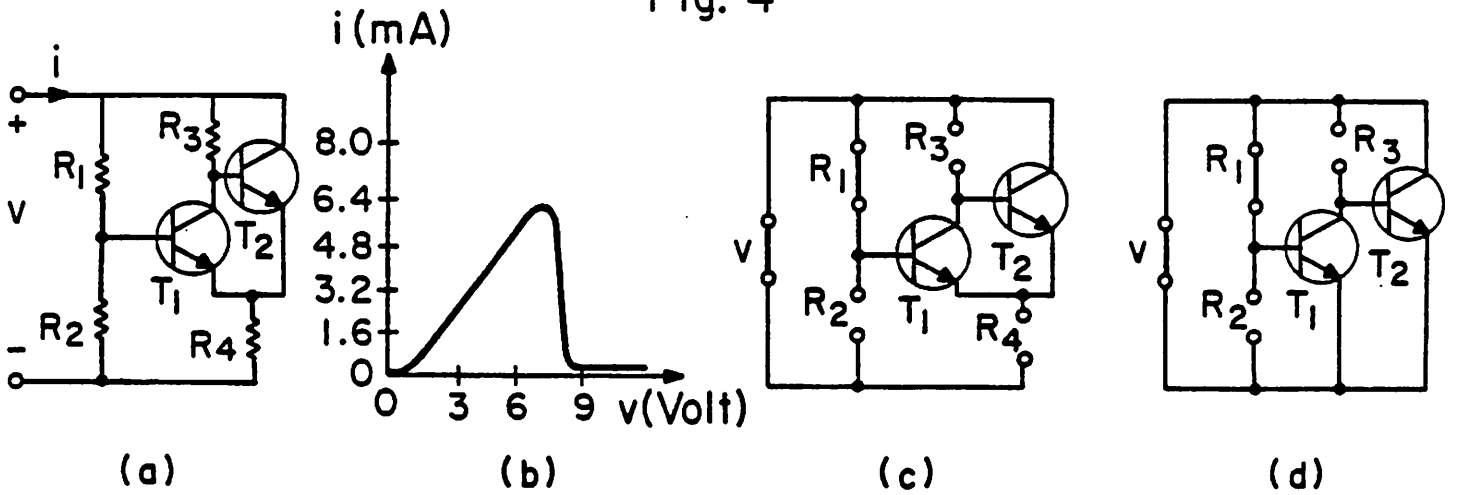 Fig. 4
(a)
i
+
V
−
R1
R2
R3
R4
T1
T2
(b)
i (mA)
8.0
6.4
4.8
3.2
1.6
0
0 3 6 9 v(Volt)
(c)
V
R1
R2
R3
R4
T1
T2
(d)
V
R1
R2
R3
T1
T2